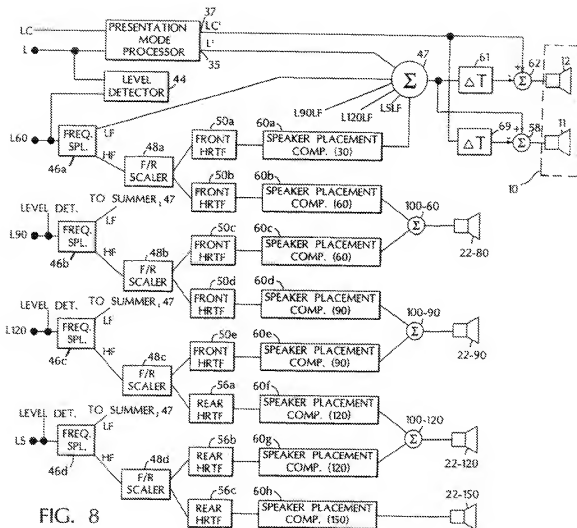 37
LC
PRESENTATION MODE PROCESSOR
LC'
L
L'
35
47
61
12
LEVEL DETECTOR
44
Σ
ΔT
+
Σ
62
L90LF
L120LF
LSLF
11
L60
FREQ. SPL.
LF
HF
46a
48a
F/R SCALER
50a
FRONT HRTF
60a
SPEAKER PLACEMENT COMP. (30)
69
ΔT
+
Σ
58
10
50b
FRONT HRTF
60b
SPEAKER PLACEMENT COMP. (60)
LEVEL DET.
TO SUMMER, 47
LF
L90
FREQ. SPL.
HF
46b
48b
F/R SCALER
50c
FRONT HRTF
60c
SPEAKER PLACEMENT COMP. (60)
100-60
Σ
22-80
50d
FRONT HRTF
60d
SPEAKER PLACEMENT COMP. (90)
LEVEL DET.
TO SUMMER, 47
LF
L120
FREQ. SPL.
HF
46c
48c
F/R SCALER
50e
FRONT HRTF
60e
SPEAKER PLACEMENT COMP. (90)
100-90
Σ
22-90
56a
REAR HRTF
60f
SPEAKER PLACEMENT COMP. (120)
LEVEL DET.
TO SUMMER, 47
LF
LS
FREQ. SPL.
HF
46d
48d
F/R SCALER
56b
REAR HRTF
60g
SPEAKER PLACEMENT COMP. (120)
100-120
Σ
22-120
56c
REAR HRTF
60h
SPEAKER PLACEMENT COMP. (150)
22-150
FIG. 8